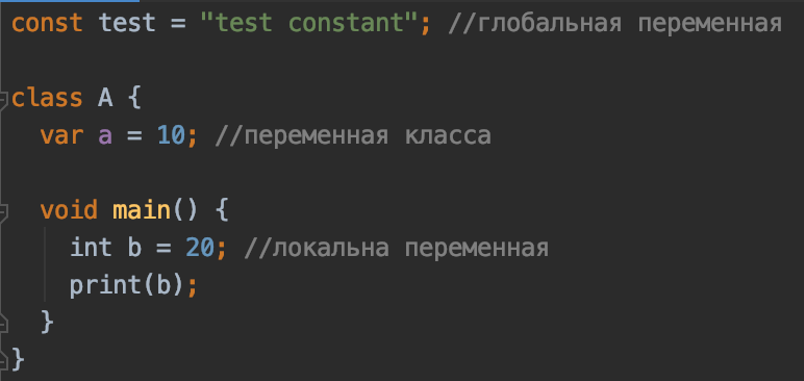 const test = "test constant"; //глобальная переменная
class A {
var a = 10; //переменная класса
void main() {
int b = 20; //локальна переменная
print(b);
}
}